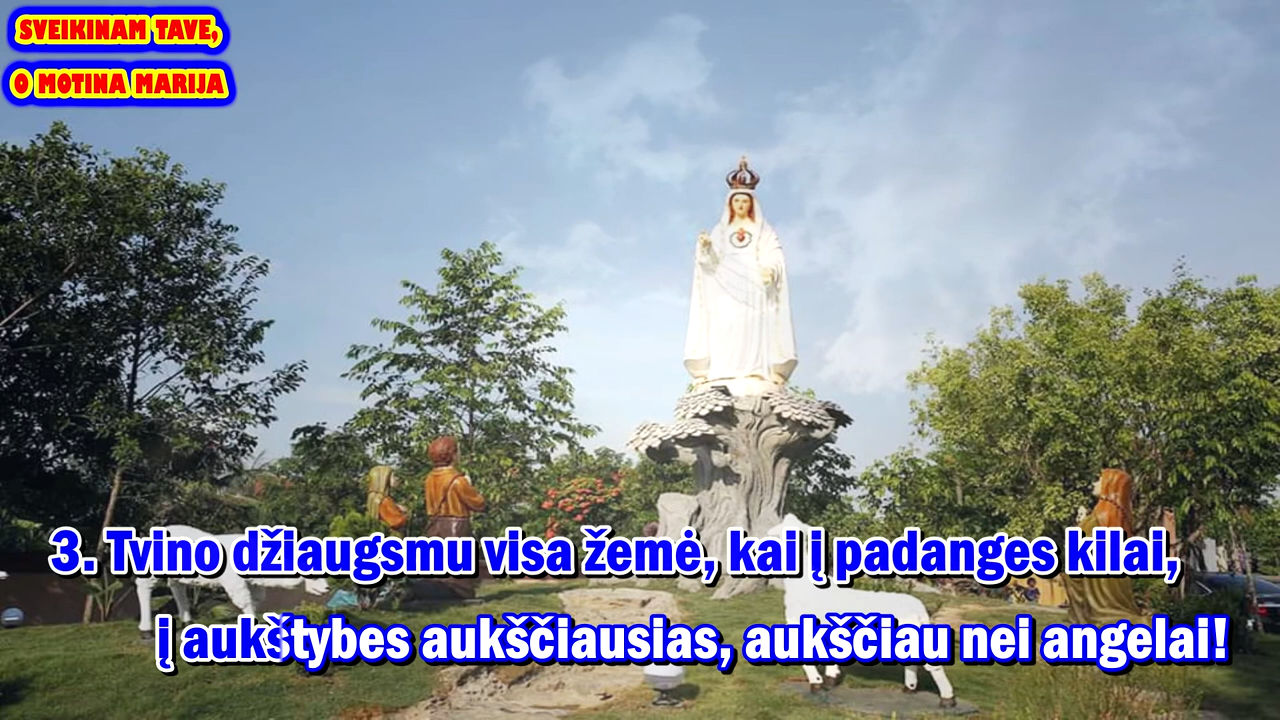 SVEIKINAM TAVE,
O MOTINA MARIJA
3. Tvino džiaugsmu visa žemė, kai į padanges kilai,
į aukštybes aukščiausias, aukščiau nei angelai!